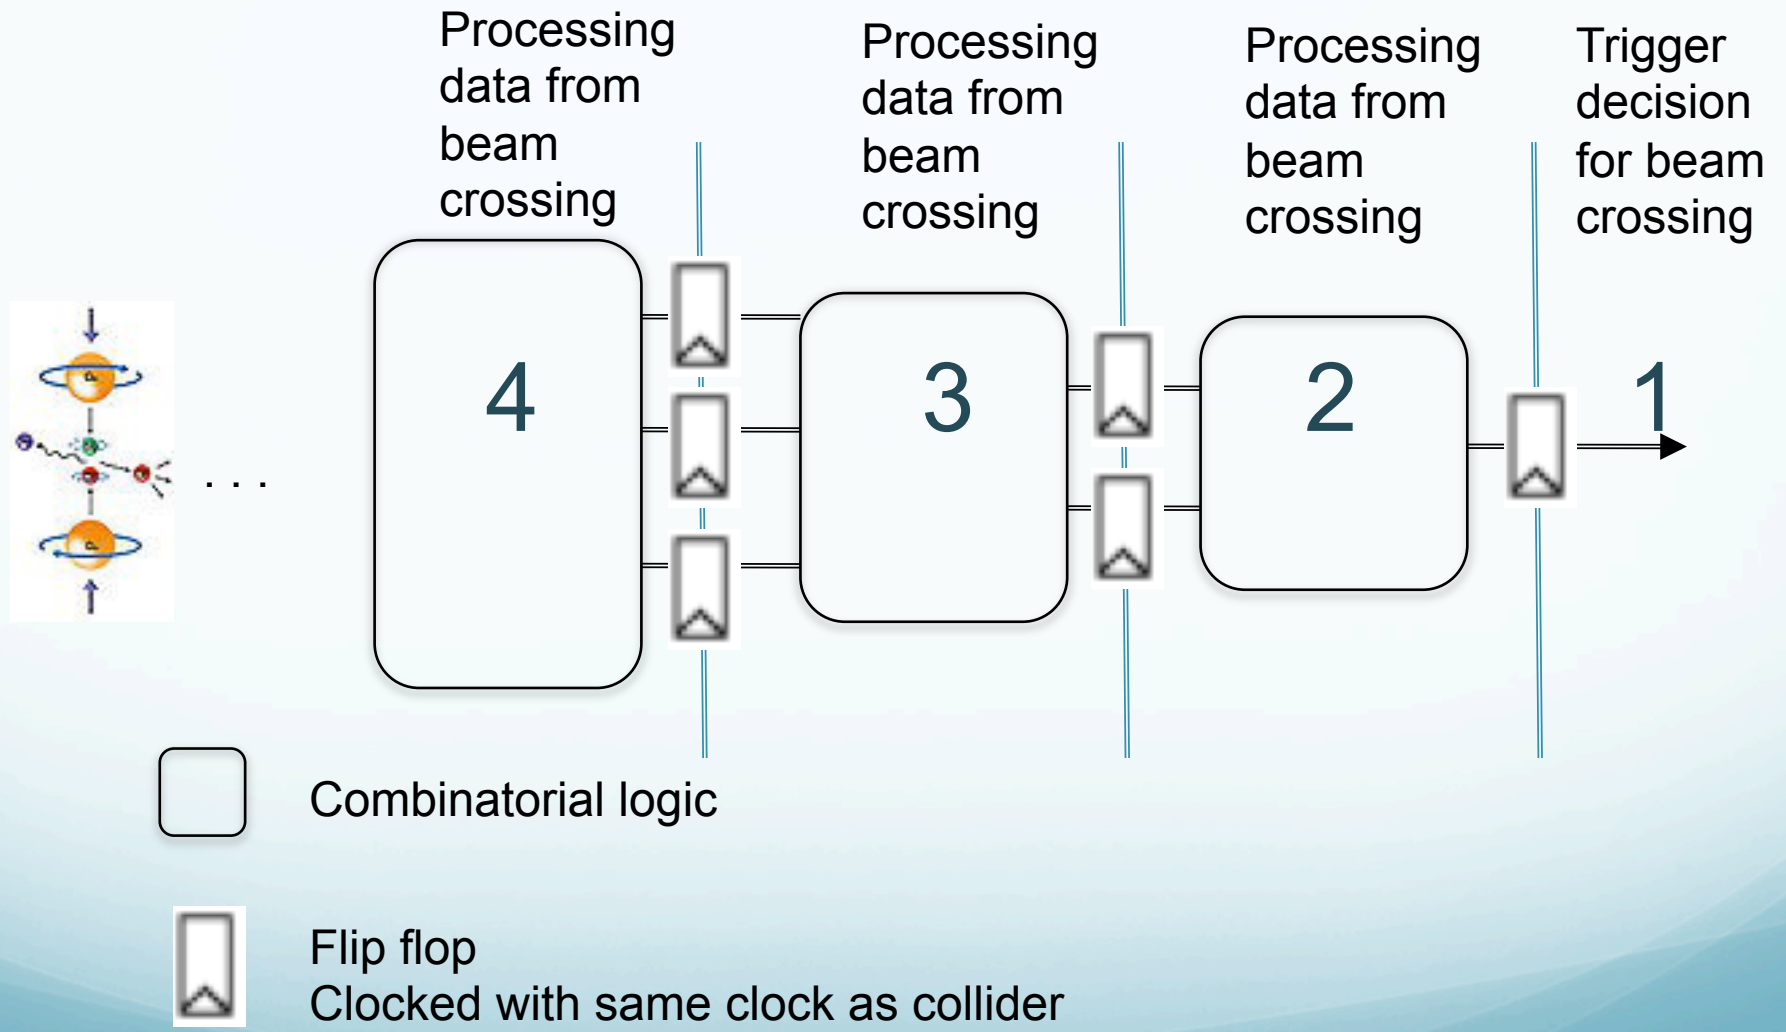 Processing
data from
beam
crossing
Processing
data from
beam
crossing
Processing
data from
beam
crossing
Trigger
decision
for beam
crossing
4
3
2
1
. . .
Combinatorial logic
Flip flop
Clocked with same clock as collider